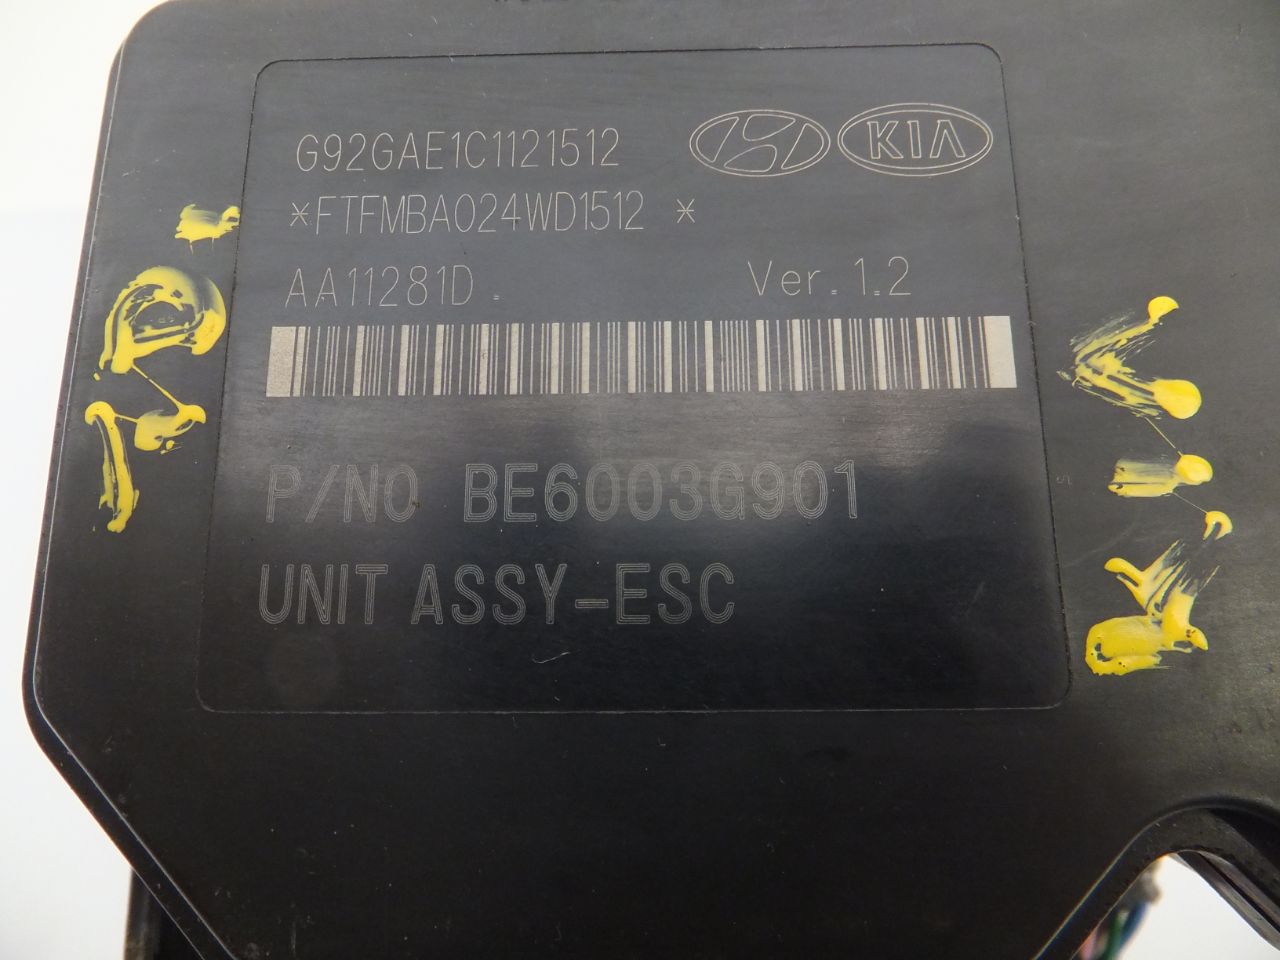 G92GAE1C1121512
KIA
*FTFMBA024WD1512 *
AA11281D .
Ver. 1.2
P/NO BE6003G901
UNIT ASSY-ESC